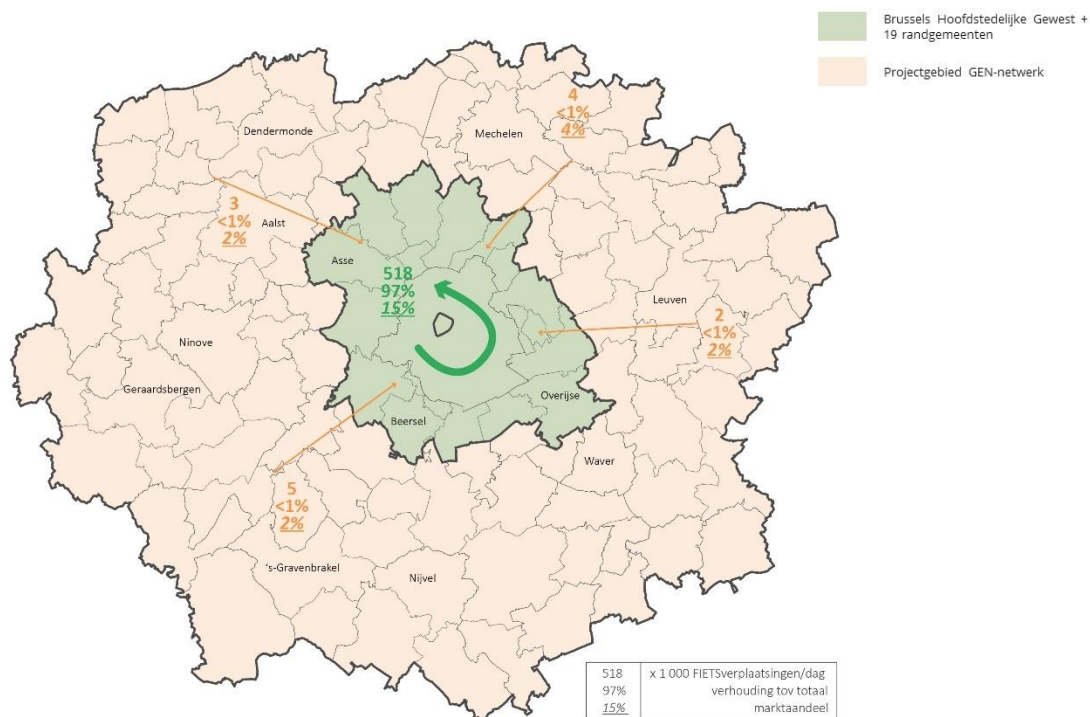 Brussels Hoofdstedelijke Gewest +
19 randgemeenten
Projectgebied GEN-netwerk
4
<1%
4%
Dendermonde
Mechelen
3
<1%
2%
Aalst
Asse
518
97%
15%
Leuven
2
<1%
2%
Ninove
Geraardsbergen
Overijse
Beersel
Waver
5
<1%
2%
's-Gravenbrakel
Nijvel
518 x 1 000 FIETSverplaatsingen/dag
97% verhouding tov totaal
15% marktaandeel